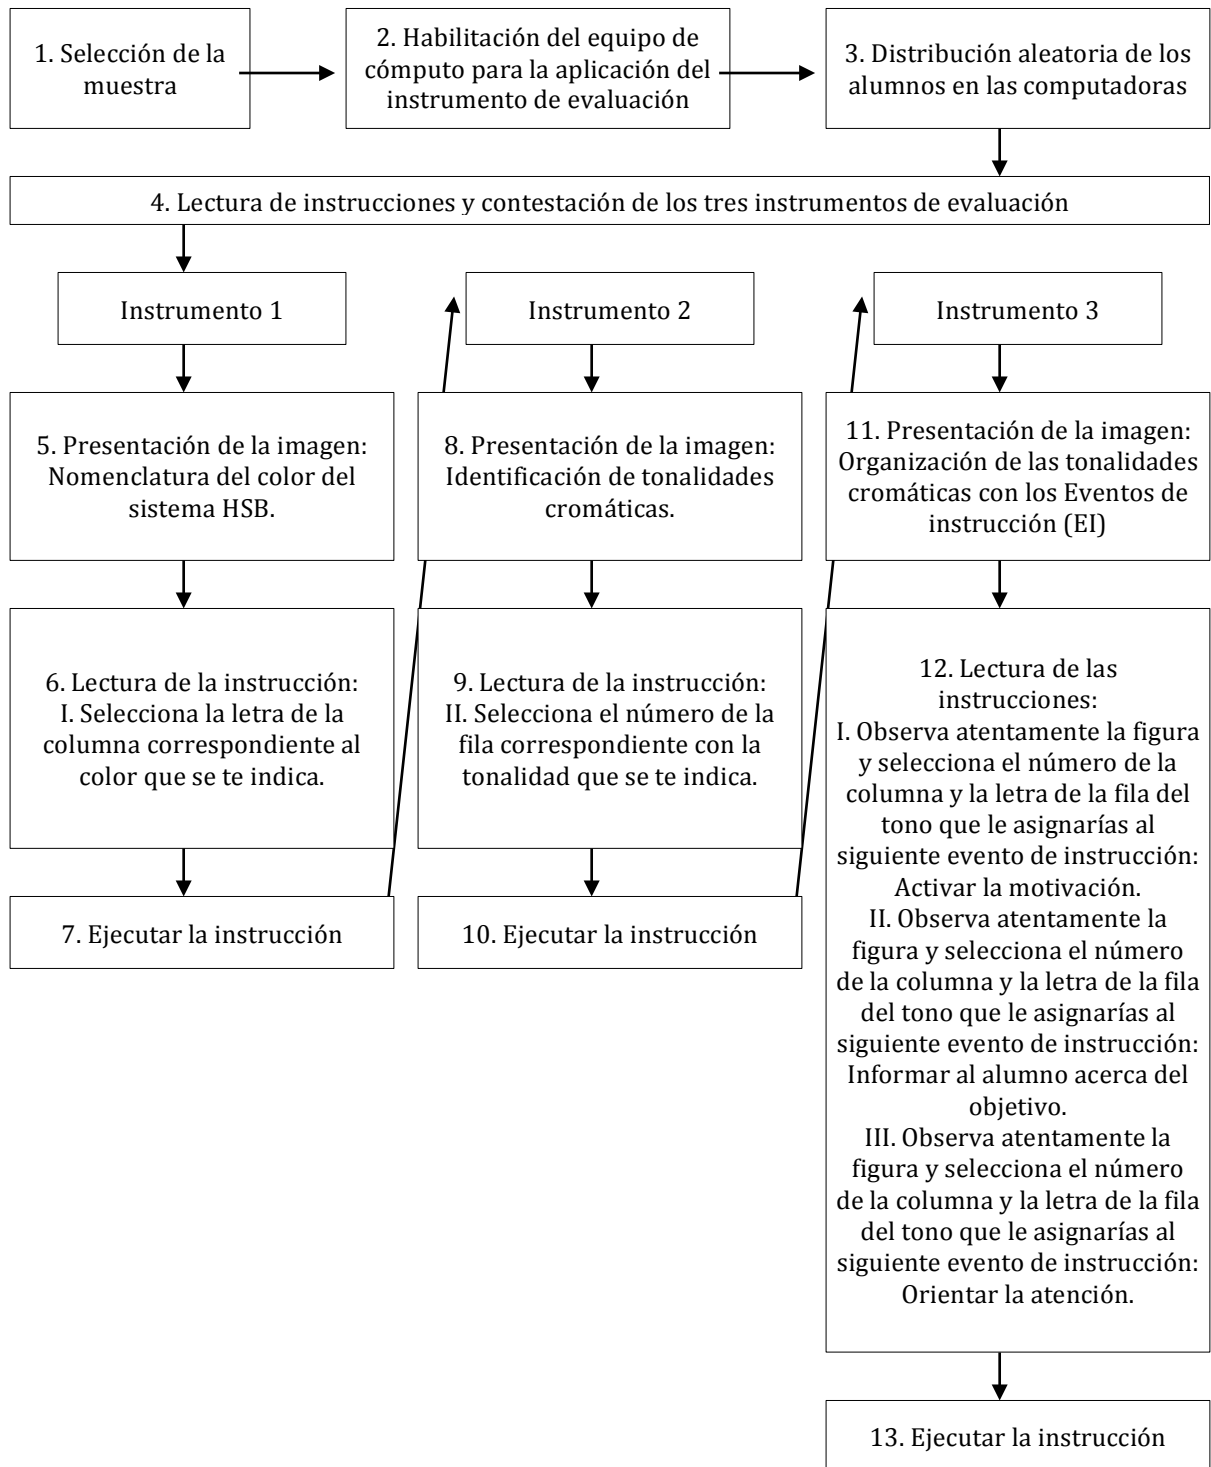 1. Selección de la
muestra
2. Habilitación del equipo de
cómputo para la aplicación del
instrumento de evaluación
3. Distribución aleatoria de los
alumnos en las computadoras
4. Lectura de instrucciones y contestación de los tres instrumentos de evaluación
Instrumento 1
5. Presentación de la imagen:
Nomenclatura del color del
sistema HSB.
6. Lectura de la instrucción:
I. Selecciona la letra de la
columna correspondiente al
color que se te indica.
7. Ejecutar la instrucción
Instrumento 2
8. Presentación de la imagen:
Identificación de tonalidades
cromáticas.
9. Lectura de la instrucción:
II. Selecciona el número de la
fila correspondiente con la
tonalidad que se te indica.
10. Ejecutar la instrucción
Instrumento 3
11. Presentación de la imagen:
Organización de las tonalidades
cromáticas con los Eventos de
instrucción (EI)
12. Lectura de las
instrucciones:
I. Observa atentamente la figura
y selecciona el número de la
columna y la letra de la fila del
tono que le asignarías al
siguiente evento de instrucción:
Activar la motivación.
II. Observa atentamente la
figura y selecciona el número
de la columna y la letra de la fila
del tono que le asignarías al
siguiente evento de instrucción:
Informar al alumno acerca del
objetivo.
III. Observa atentamente la
figura y selecciona el número
de la columna y la letra de la fila
del tono que le asignarías al
siguiente evento de instrucción:
Orientar la atención.
13. Ejecutar la instrucción